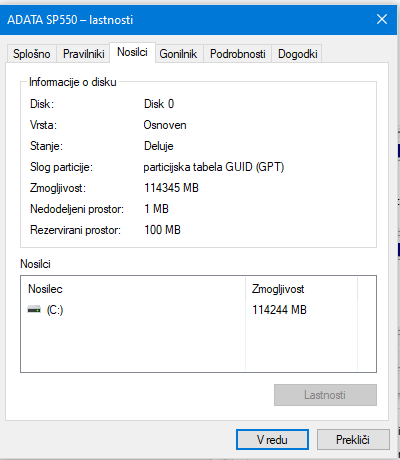 ADATA SP550 – lastnosti
Splošno Pravilniki Nosilci Gonilnik Podrobnosti Dogodki
Informacije o disku
Disk: Disk 0
Vrsta: Osnoven
Stanje: Deluje
Slog particije: particijska tabela GUID (GPT)
Zmogljivost: 114345 MB
Nedodeljeni prostor: 1 MB
Rezervirani prostor: 100 MB
Nosilci
Nosilec Zmogljivost
(C:) 114244 MB
Lastnosti
V redu Prekliči